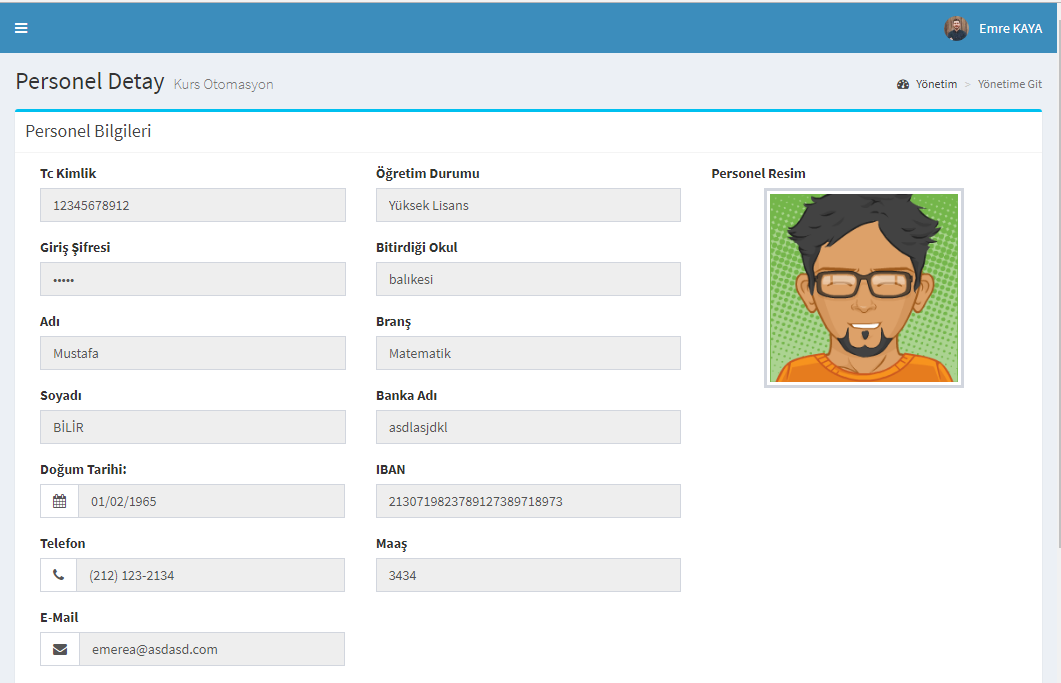 Emre KAYA
Personel Detay Kurs Otomasyon
Yönetim > Yönetime Git
Personel Bilgileri
Tc Kimlik
12345678912
Giriş Şifresi
•••••
Adı
Mustafa
Soyadı
BİLİR
Doğum Tarihi:
01/02/1965
Telefon
(212) 123-2134
E-Mail
emerea@asdasd.com
Öğretim Durumu
Yüksek Lisans
Bitirdiği Okul
balıkesi
Branş
Matematik
Banka Adı
asdlasjdkl
IBAN
2130719823789127389718973
Maaş
3434
Personel Resim